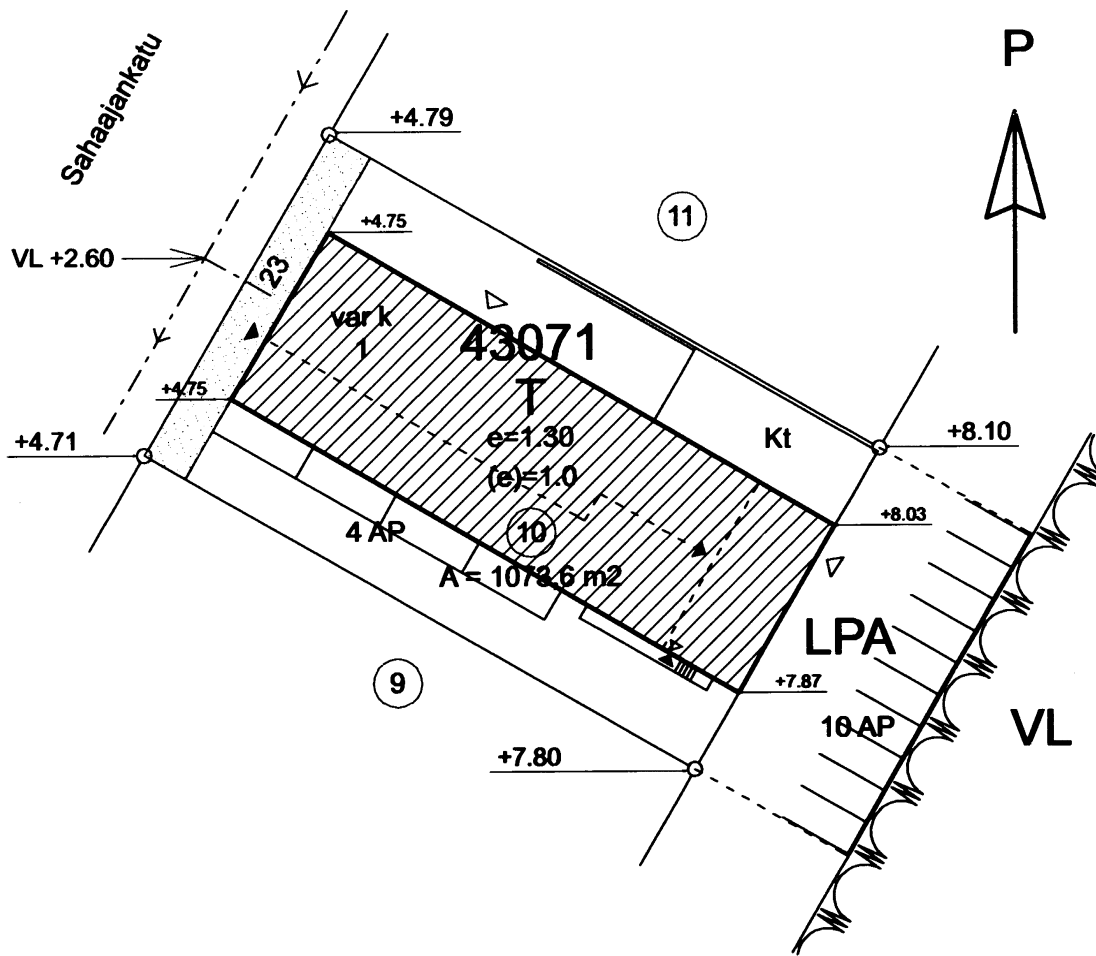 P
Sahaajankatu
+4.79
11
+4.75
VL +2.60
23
var k
1
43071
T
+4.75
+4.71
e=1.30
Kt
+8.10
(e)=1.0
+8.03
4 AP
10
A = 1073,6 m2
LPA
9
+7.87
10 AP
VL
+7.80